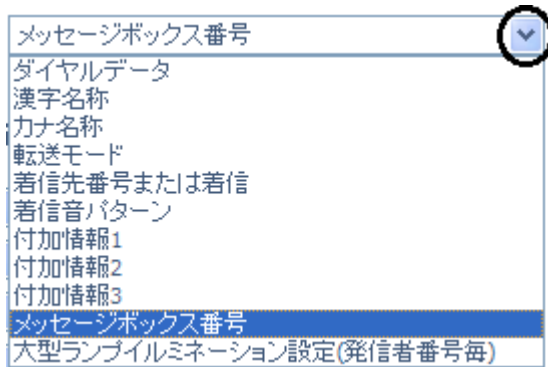 メッセージボックス番号
ダイヤルデータ
漢字名称
カナ名称
転送モード
着信先番号または着信
着信音パターン
付加情報1
付加情報2
付加情報3
メッセージボックス番号
大型ランプイルミネーション設定(発信者番号毎)